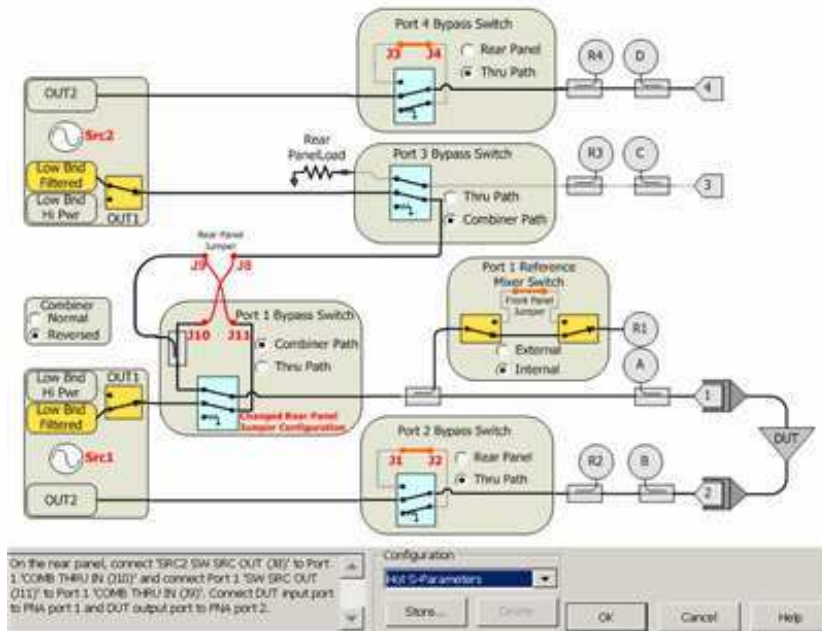 Port 4 Bypass Switch
J3 J4
Rear Panel
Thru Path
R4
D
4
OUT2
Src2
Low Bnd
Filtered
Low Bnd
Hi Pwr
OUT1
Rear
PanelLoad
Port 3 Bypass Switch
Thru Path
Combiner Path
R3
C
3
Rear Panel
Jumper
J9 J8
Combiner
Normal
Reversed
Port 1 Bypass Switch
J10 J11
Combiner Path
Thru Path
Changed Rear Panel
Jumper Configuration
Port 1 Reference
Mixer Switch
Front Panel
Jumper
External
Internal
R1
A
1
Low Bnd
Hi Pwr
OUT1
Low Bnd
Filtered
Src1
OUT2
Port 2 Bypass Switch
J1 J2
Rear Panel
Thru Path
R2
B
2
DUT
On the rear panel, connect 'SRC2 SW SRC OUT (J8)' to Port
1 'COMB THRU IN (J10)' and connect Port 1 'SW SRC OUT
(J11)' to Port 1 'COMB THRU IN (J9)'. Connect DUT input port
to PNA port 1 and DUT output port to PNA port 2.
Configuration
Hot S-Parameters
Store...
Delete
OK
Cancel
Help